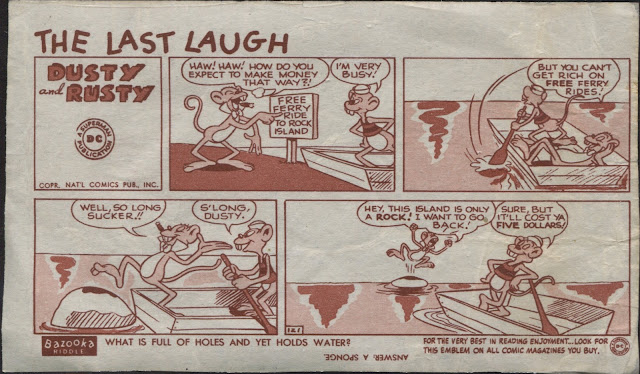 THE LAST LAUGH
DUSTY
and RUSTY
A SUPERMAN
DC
PUBLICATION
COPR. NAT'L COMICS PUB., INC.
HAW! HAW! HOW DO YOU
EXPECT TO MAKE MONEY
THAT WAY?!
I'M VERY
BUSY!
FREE
FERRY
RIDE
TO ROCK
ISLAND
BUT YOU CAN'T
GET RICH ON
FREE FERRY
RIDES!
WELL, SO LONG
SUCKER.!!
S'LONG,
DUSTY.
HEY, THIS ISLAND IS ONLY
A ROCK! I WANT TO GO
BACK!
SURE, BUT
IT'LL COST YA
FIVE DOLLARS!
121
Bazooka
RIDDLE
WHAT IS FULL OF HOLES AND YET HOLDS WATER?
ANSWER: A SPONGE
FOR THE VERY BEST IN READING ENJOYMENT...LOOK FOR
THIS EMBLEM ON ALL COMIC MAGAZINES YOU BUY.
DC